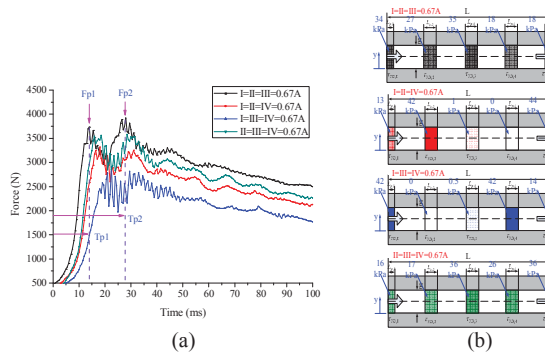 Fp1
Fp2
I=II=III=0.67A
I=II=IV=0.67A
I=III=IV=0.67A
II=III=IV=0.67A
Force (N)
4500
4000
3500
3000
2500
2000
1500
1000
500
Tp1
Tp2
0 10 20 30 40 50 60 70 80 90 100
Time (ms)
(a)
I=II=III=0.67A L
34 27 35 18 18
kPa kPa kPa kPa
y
I=II=IV=0.67A L
13 42 1 0 44
kPa kPa kPa kPa kPa
y
I=III=IV=0.67A L
42 0 0.5 42 14
kPa kPa kPa kPa kPa
y
II=III=IV=0.67A L
16 17 36 26 36
kPa kPa kPa kPa kPa
y
(b)